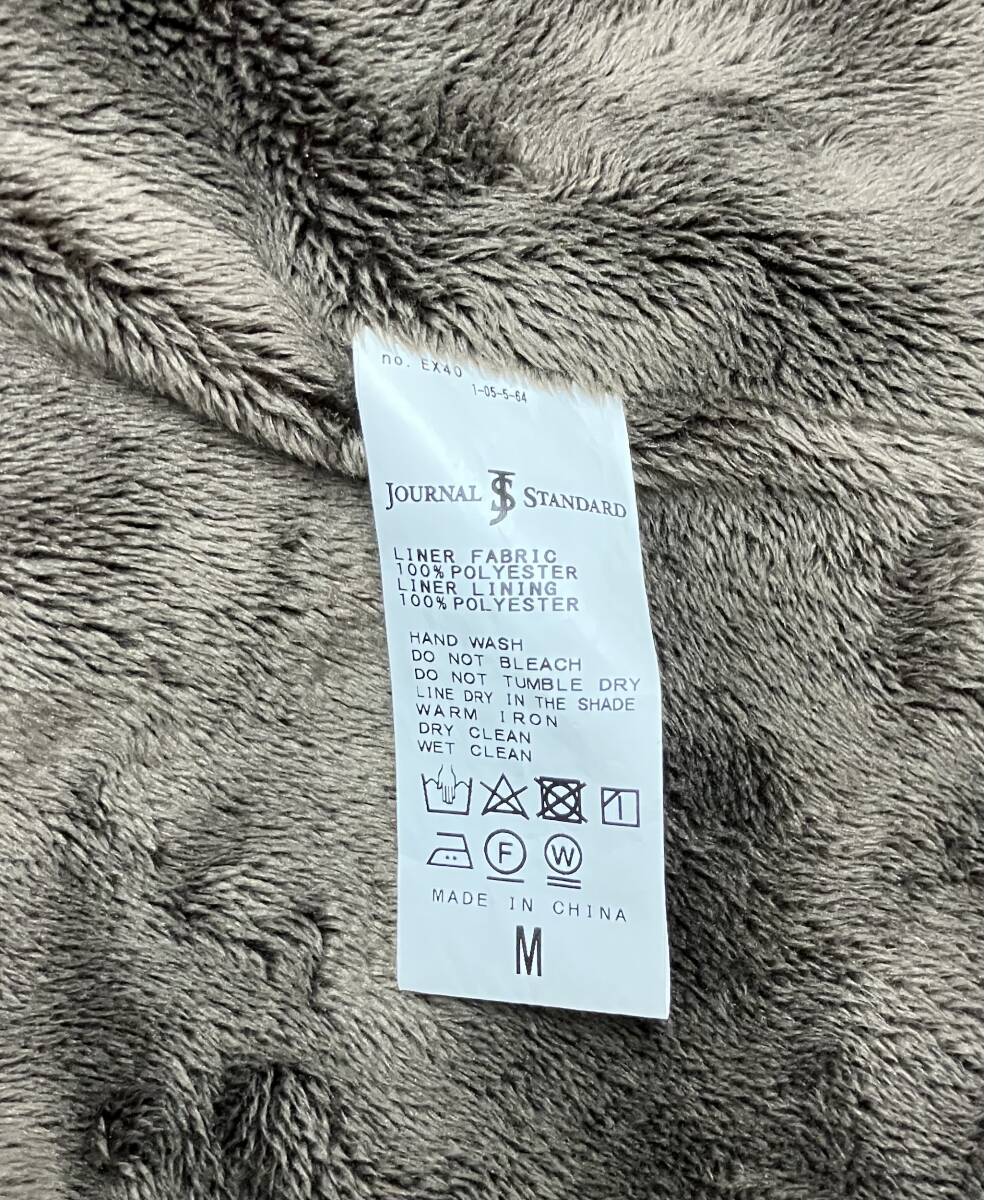 no. EX40
1-05-5-64
JOURNAL JS STANDARD
LINER FABRIC
100%POLYESTER
LINER LINING
100%POLYESTER
HAND WASH
DO NOT BLEACH
DO NOT TUMBLE DRY
LINE DRY IN THE SHADE
WARM IRON
DRY CLEAN
WET CLEAN
F W
MADE IN CHINA
M